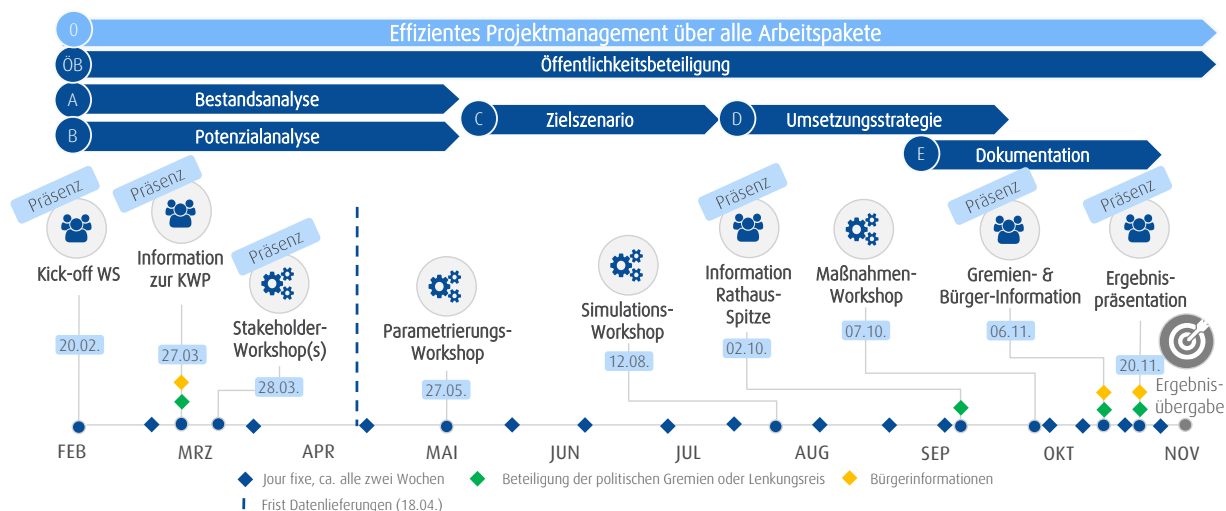 0
Effizientes Projektmanagement über alle Arbeitspakete
ÖB
Öffentlichkeitsbeteiligung
A
Bestandsanalyse
B
Potenzialanalyse
C
Zielszenario
D
Umsetzungsstrategie
E
Dokumentation
Präsenz
Kick-off WS
20.02.
Präsenz
Information
zur KWP
27.03.
Präsenz
Stakeholder-
Workshop(s)
28.03.
Parametrierungs-
Workshop
27.05.
Simulations-
Workshop
12.08.
Präsenz
Information
Rathaus-
Spitze
02.10.
Maßnahmen-
Workshop
07.10.
Präsenz
Gremien- &
Bürger-Information
06.11.
Präsenz
Ergebnis-
präsentation
20.11.
Ergebnis-
übergabe
FEB
MRZ
APR
MAI
JUN
JUL
AUG
SEP
OKT
NOV
Jour fixe, ca. alle zwei Wochen
Beteiligung der politischen Gremien oder Lenkungsreis
Bürgerinformationen
Frist Datenlieferungen (18.04.)